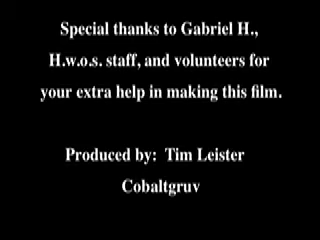 Special thanks to Gabriel H.,
H.w.o.s. staff, and volunteers for
your extra help in making this film.
Produced by:  Tim Leister
Cobaltgruv